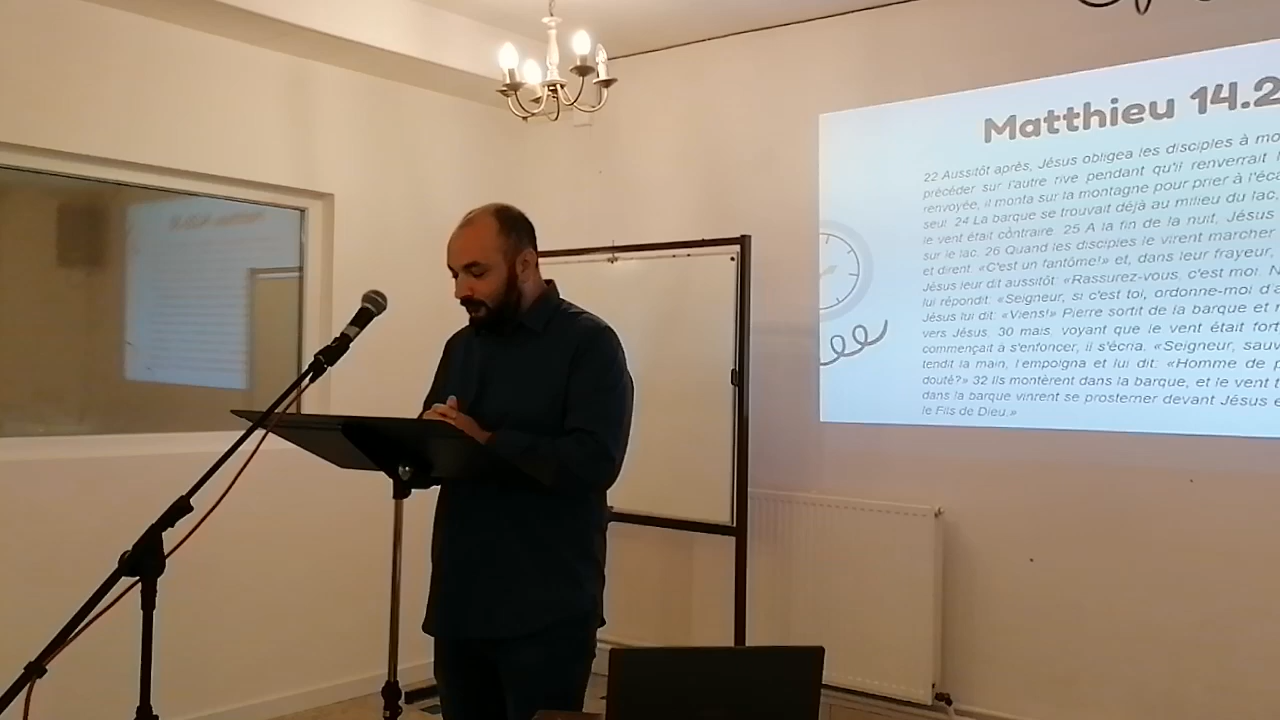 Matthieu 14.2
22 Aussitôt après, Jésus obligea les disciples à mo
précéder sur l'autre rive pendant qu'il renverrait
renvoyée, il monta sur la montagne pour prier à l'éca
seul. 24 La barque se trouvait déjà au milieu du lac,
le vent était contraire. 25 A la fin de la nuit, Jésus
sur le lac. 26 Quand les disciples le virent marcher
et dirent: «C'est un fantôme!» et, dans leur frayeur,
Jésus leur dit aussitôt: «Rassurez-vous, c'est moi. N
lui répondit: «Seigneur, si c'est toi, ordonne-moi d'a
Jésus lui dit: «Viens!» Pierre sortit de la barque et
vers Jésus, 30 mais, voyant que le vent était fort
commençait à s'enfoncer, il s'écria: «Seigneur, sauv
tendit la main, l'empoigna et lui dit: «Homme de p
douté?» 32 Ils montèrent dans la barque, et le vent t
dans la barque vinrent se prosterner devant Jésus e
le Fils de Dieu.»